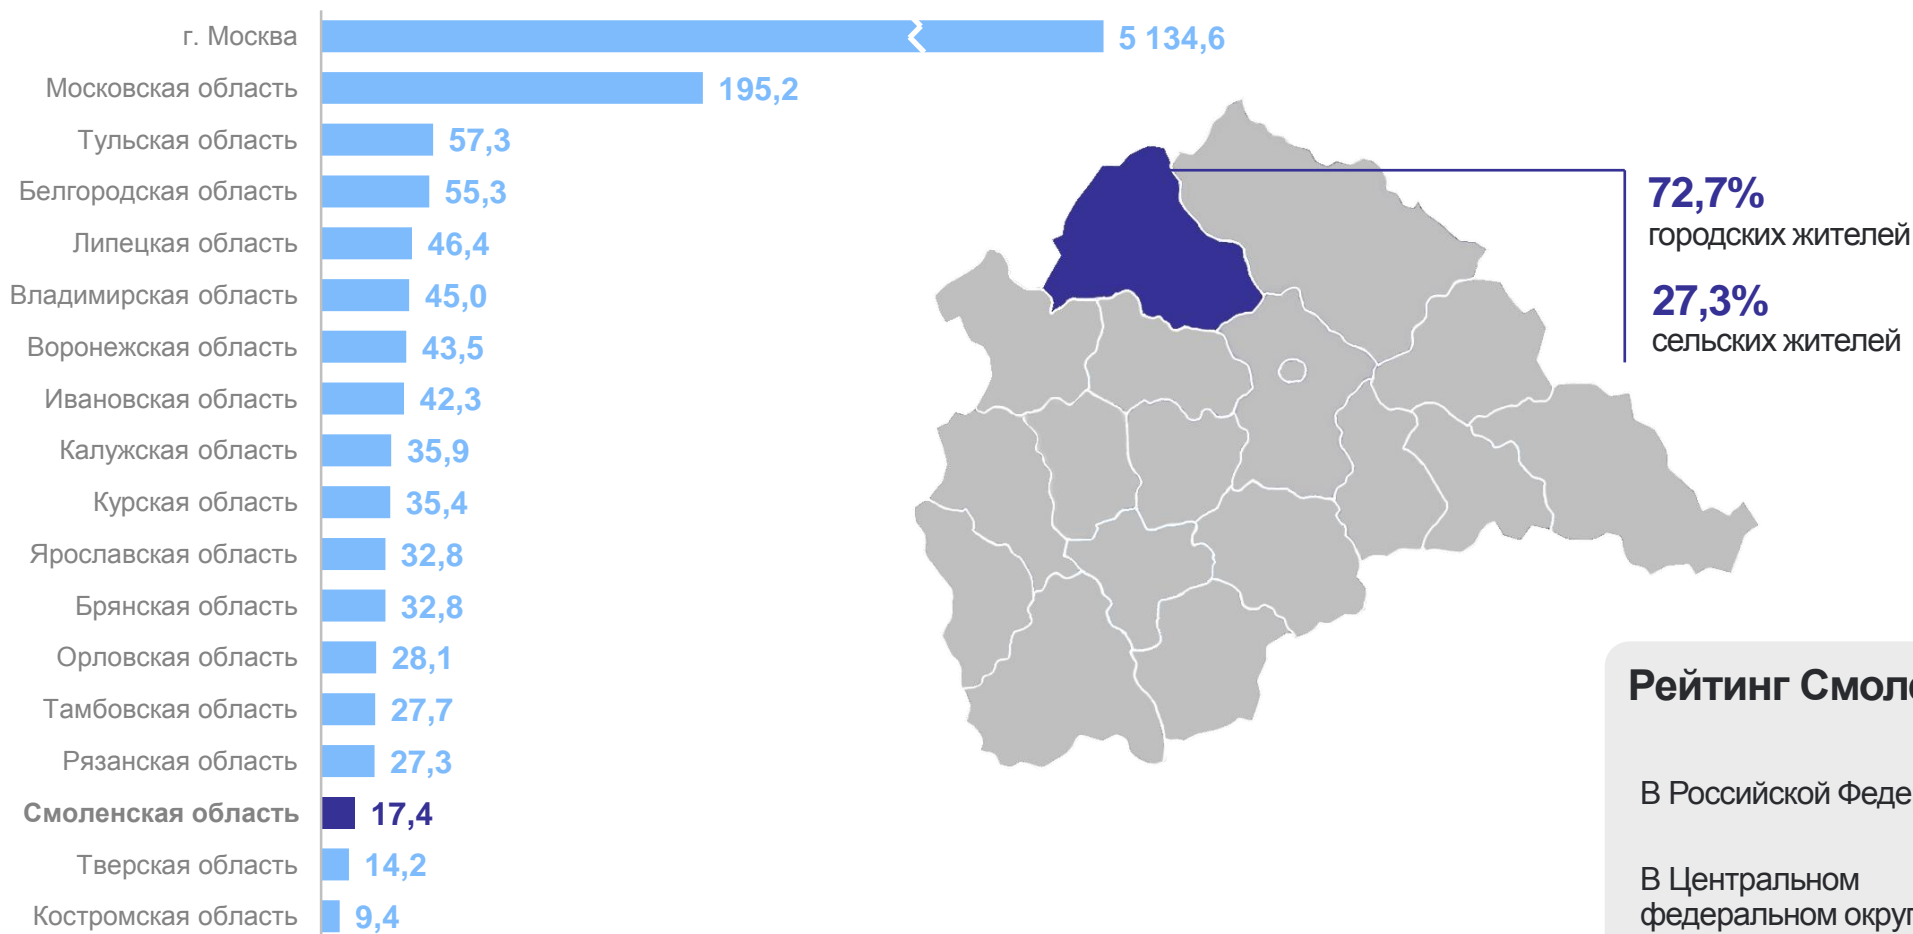 г. Москва 5 134,6
Московская область 195,2
Тульская область 57,3
Белгородская область 55,3
Липецкая область 46,4
Владимирская область 45,0
Воронежская область 43,5
Ивановская область 42,3
Калужская область 35,9
Курская область 35,4
Ярославская область 32,8
Брянская область 32,8
Орловская область 28,1
Тамбовская область 27,7
Рязанская область 27,3
Смоленская область 17,4
Тверская область 14,2
Костромская область 9,4
72,7%
городских жителей
27,3%
сельских жителей
Рейтинг Смол
В Российской Феде
В Центральном
федеральном округ